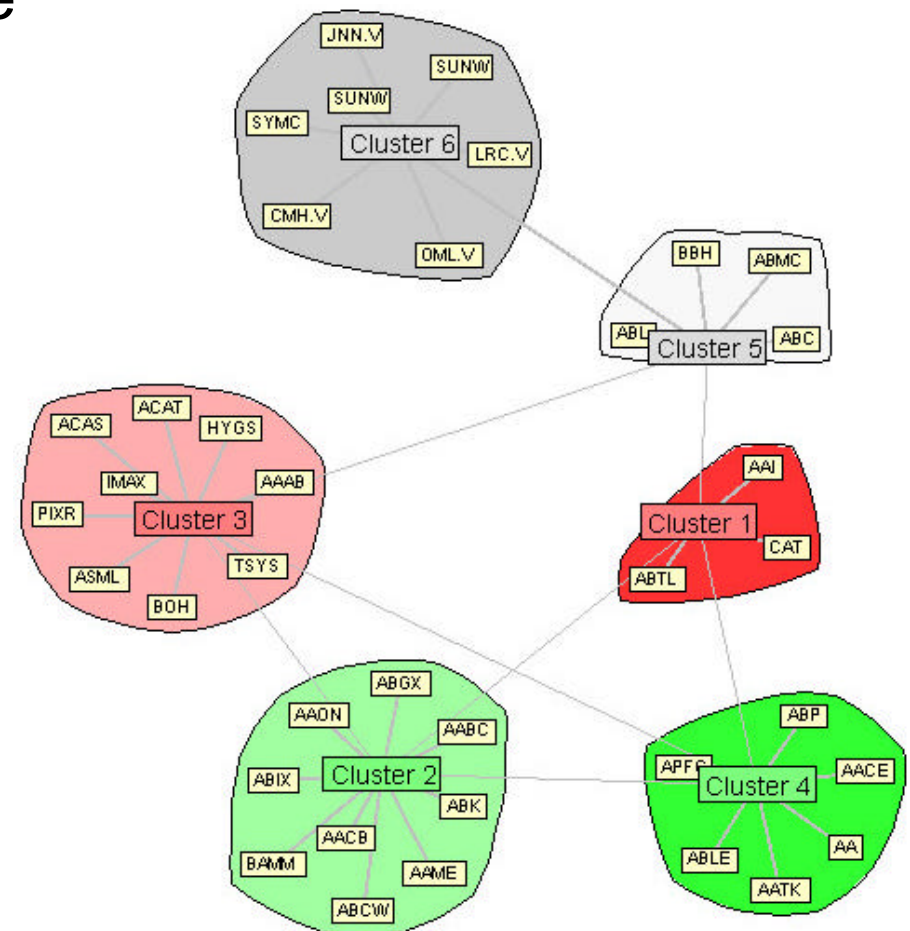 e
JNN.V
SUNW
SUNW
SYMC
Cluster 6
LRC.V
CMH.V
OML.V
BBH
ABMC
ABL
ABC
Cluster 5
ACAS
ACAT
HYGS
IMAX
AAAB
PIXR
Cluster 3
ASML
TSYS
BOH
AAI
Cluster 1
CAT
ABTL
ABGX
AAON
AABC
ABIX
Cluster 2
ABK
AACB
BAMM
AAME
ABCW
ABP
AACE
Cluster 4
ABLE
AA
AATK